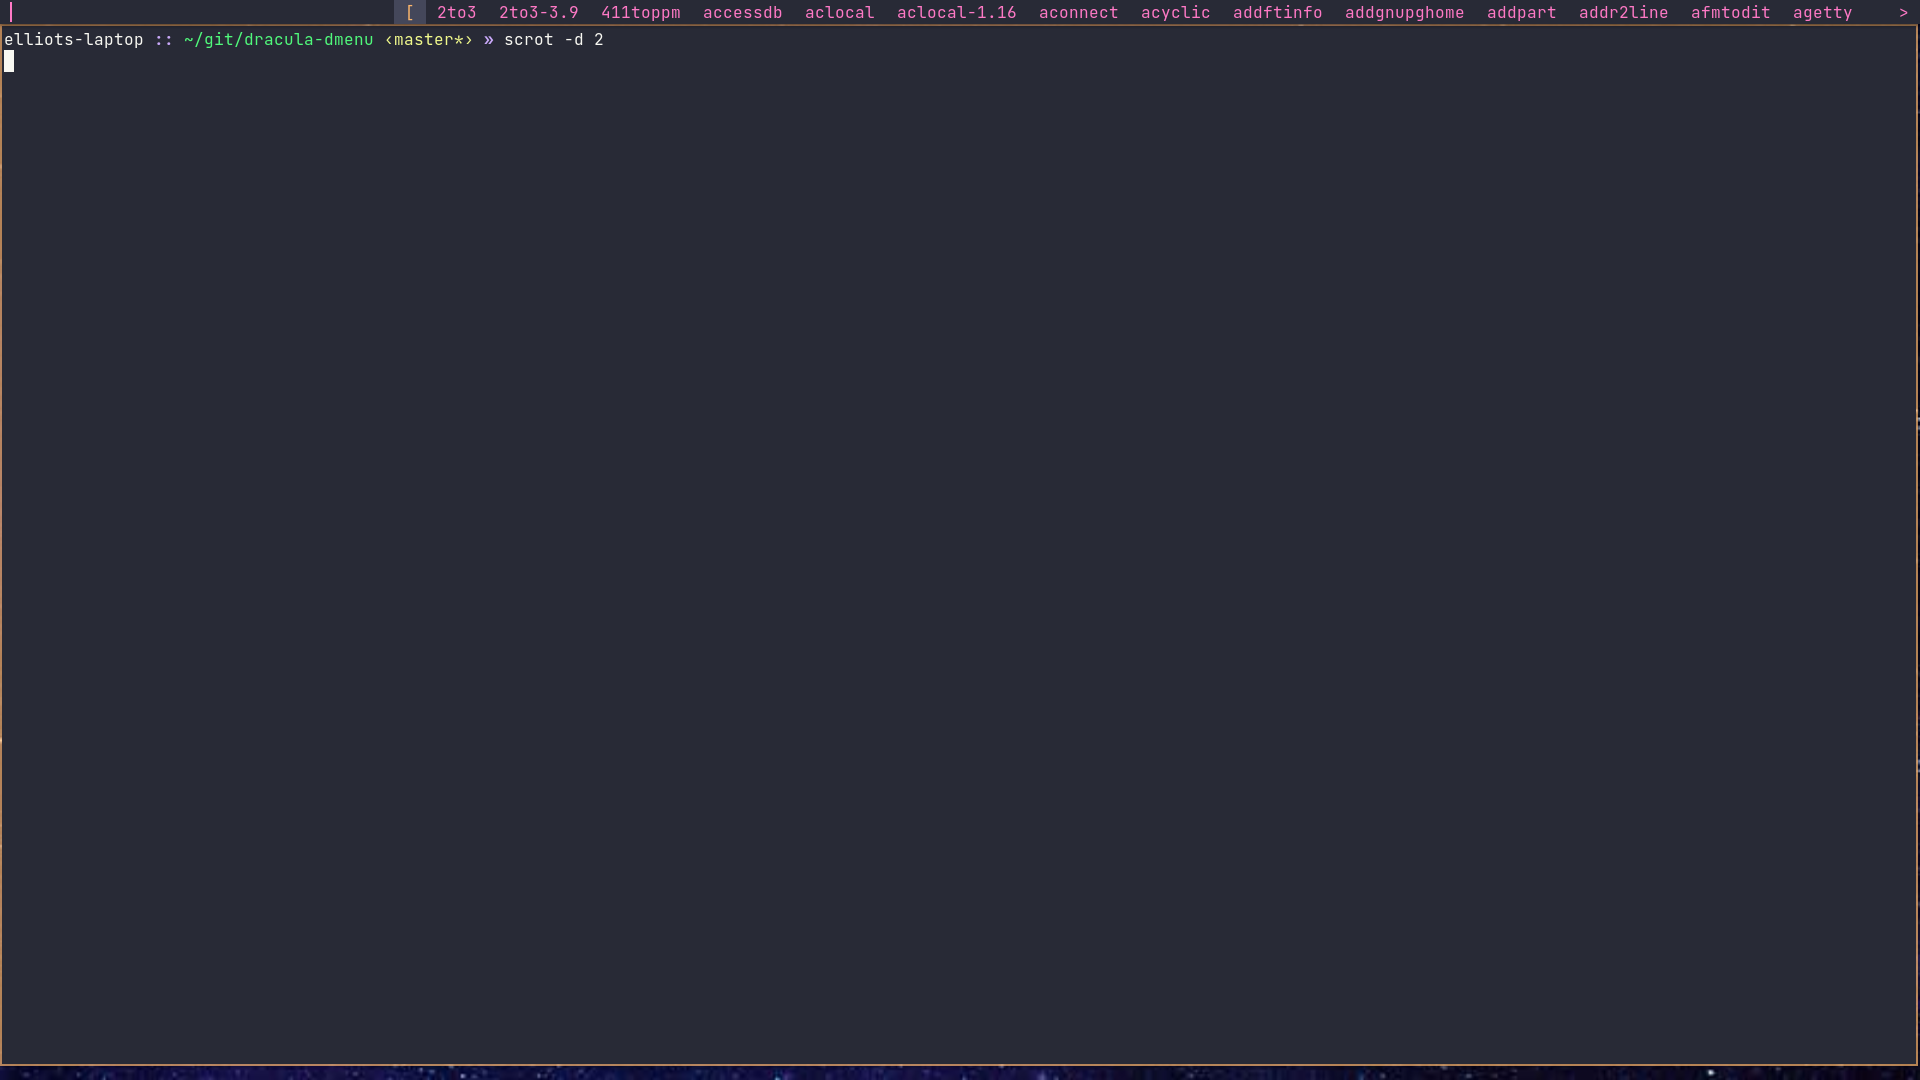 [ 2to3 2to3-3.9 411toppm accessdb aclocal aclocal-1.16 aconnect acyclic addftinfo addgnupghome addpart addr2line afmtodit agetty >
elliots-laptop :: ~/git/dracula-dmenu ‹master*› » scrot -d 2